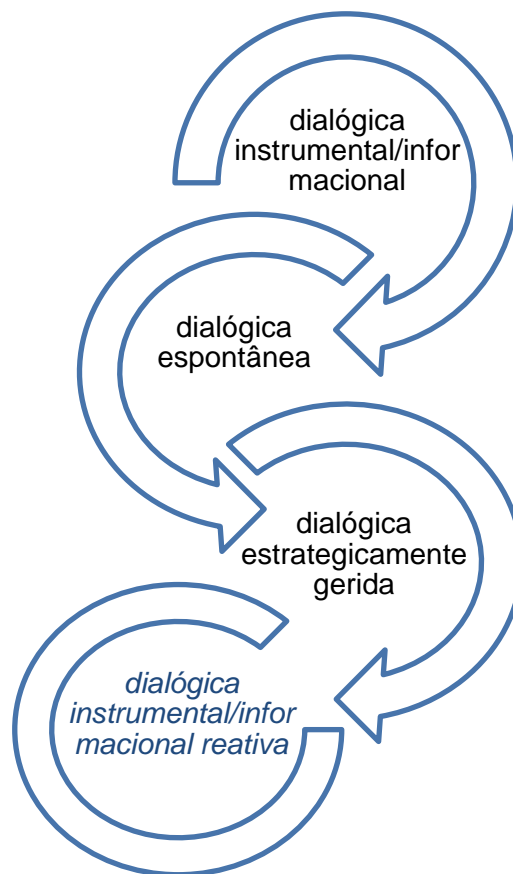 dialógica
instrumental/infor
macional
dialógica
espontânea
dialógica
estrategicamente
gerida
dialógica
instrumental/infor
macional reativa